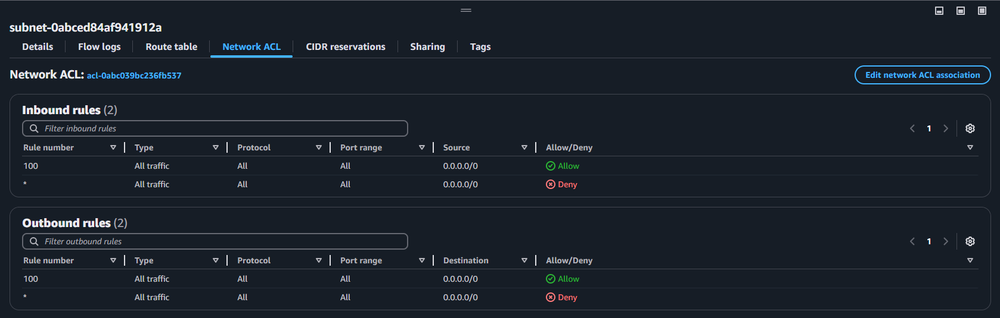 subnet-0abced84af941912a
Details Flow logs Route table Network ACL CIDR reservations Sharing Tags
Network ACL: acl-0abc039bc236fb537 Edit network ACL association
Inbound rules (2)
Filter inbound rules 1
Rule number Type Protocol Port range Source Allow/Deny
100 All traffic All All 0.0.0.0/0 Allow
* All traffic All All 0.0.0.0/0 Deny
Outbound rules (2)
Filter outbound rules 1
Rule number Type Protocol Port range Destination Allow/Deny
100 All traffic All All 0.0.0.0/0 Allow
* All traffic All All 0.0.0.0/0 Deny